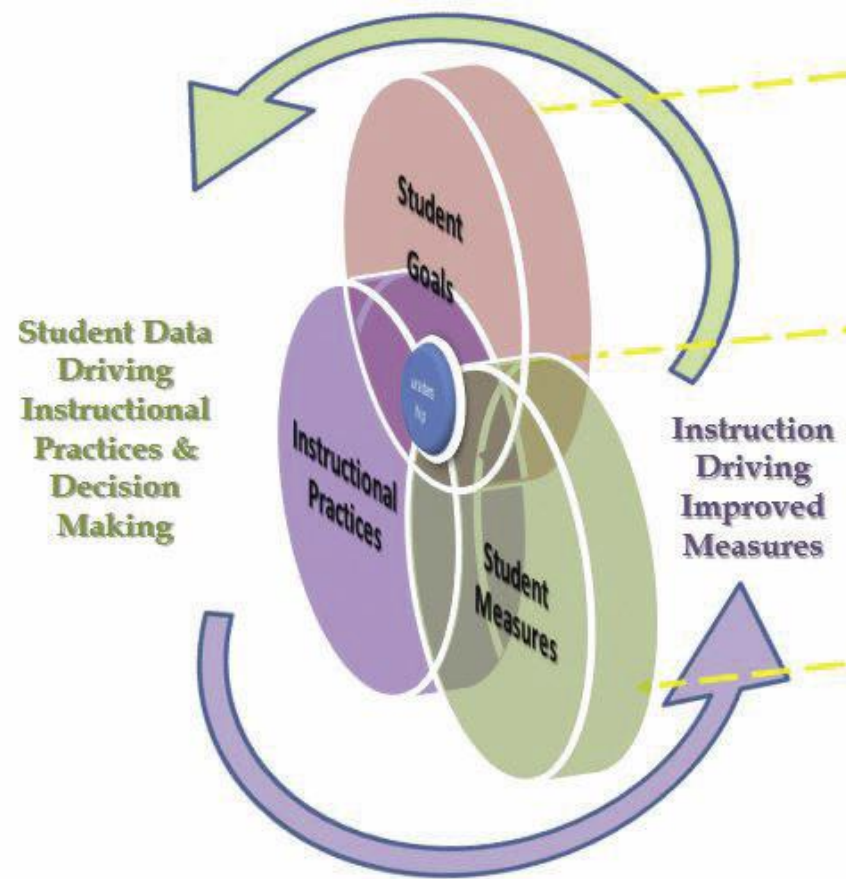 Student
Goals
Student Data
Driving
Instructional
Practices &
Decision
Making
Instructional
Practices
Instruction
Driving
Improved
Measures
Student
Measures